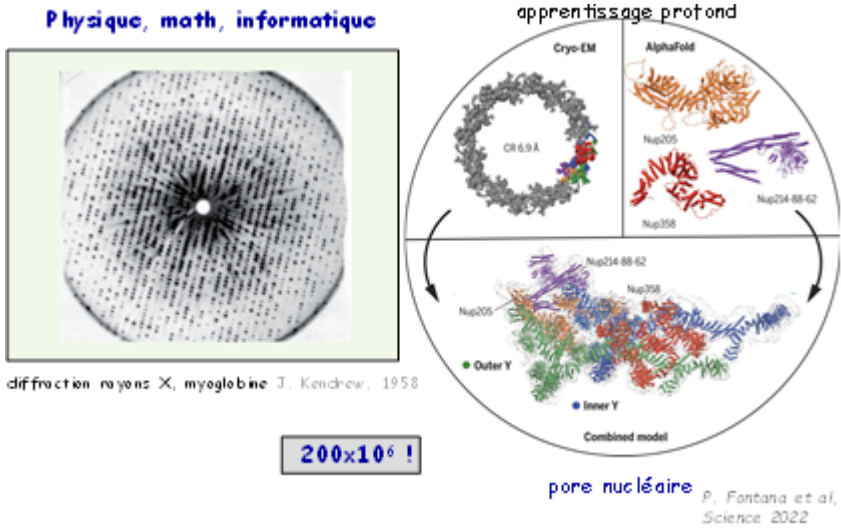 Physique, math, informatique
apprentissage profond
Cryo-EM
AlphaFold
CR 6.9 Å
Nup205
Nup214-88-62
Nup358
Nup214-88-62
Nup358
Nup205
Outer Y
Inner Y
Combined model
diffraction rayons X, myoglobine J. Kendrew, 1958
200x10⁶ !
pore nucléaire
P. Fontana et al,
Science 2022